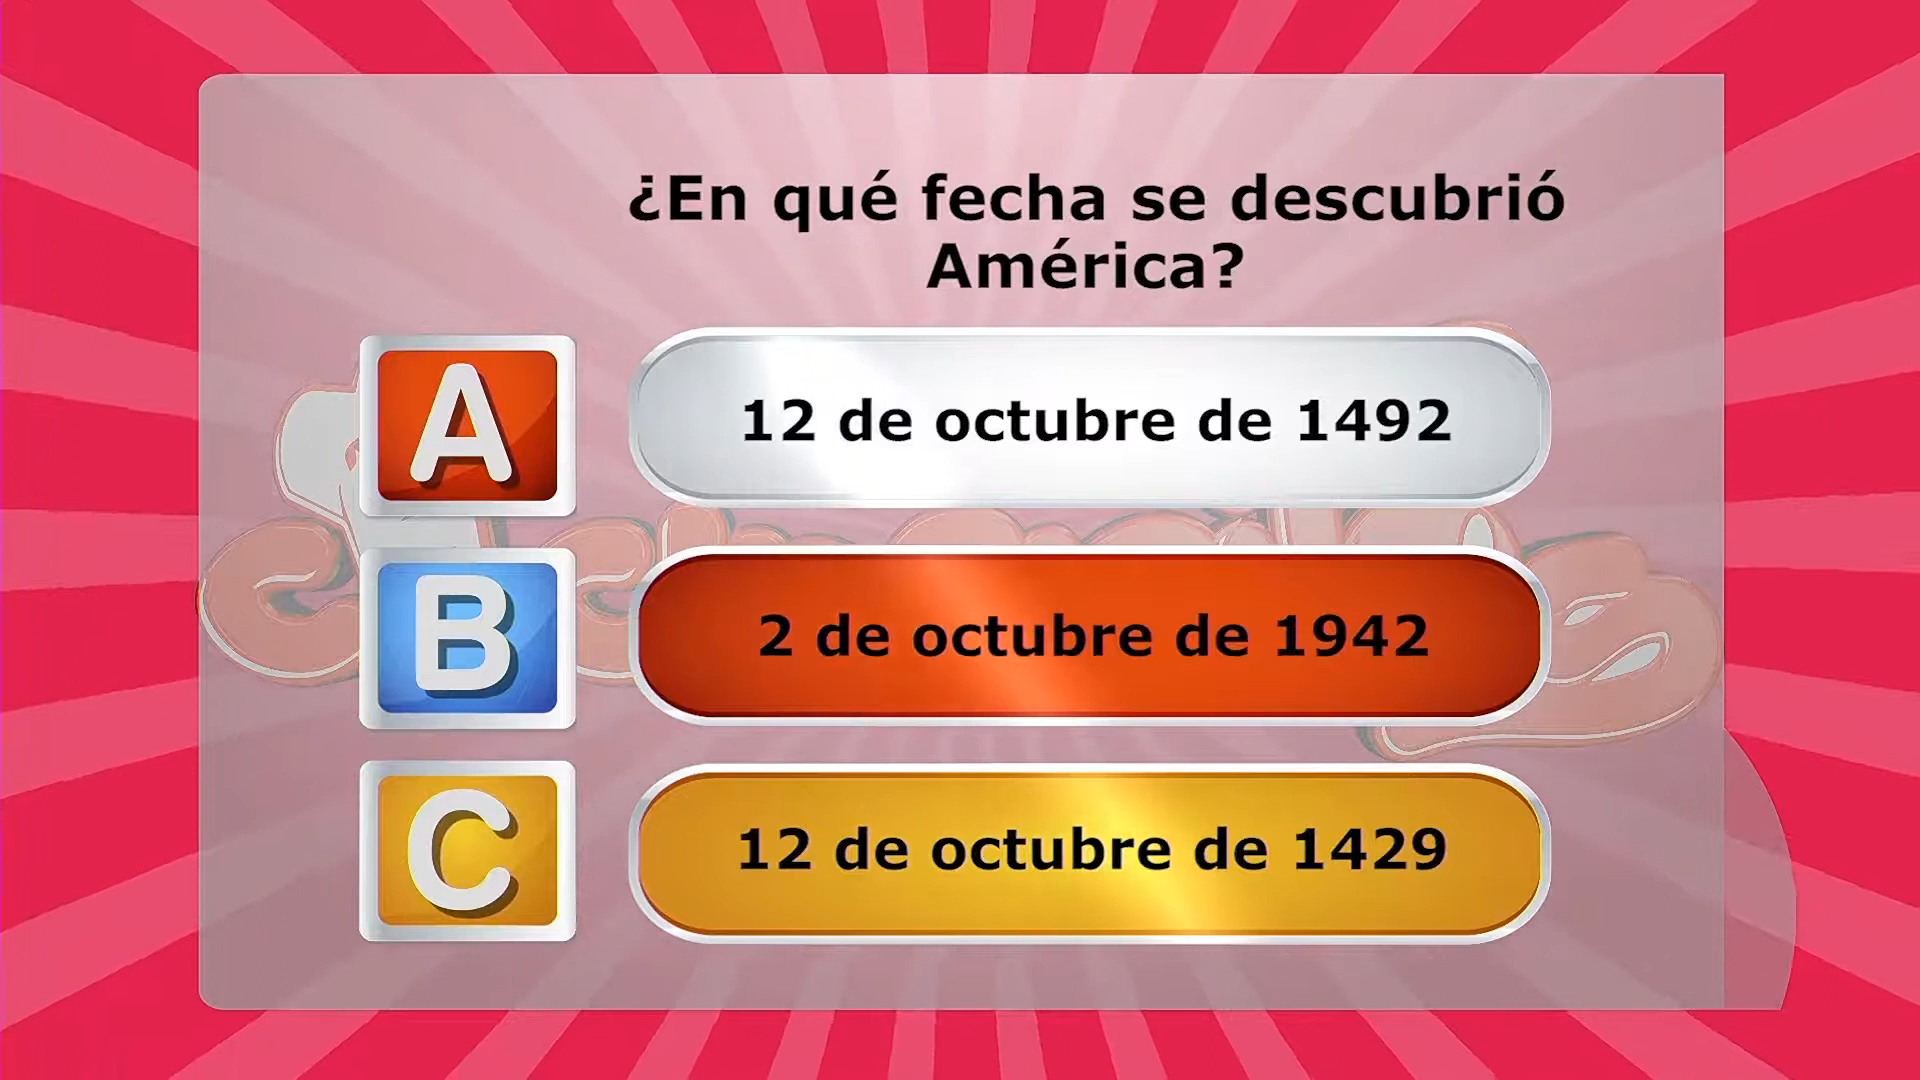 ¿En qué fecha se descubrió
América?
A
12 de octubre de 1492
B
2 de octubre de 1942
C
12 de octubre de 1429